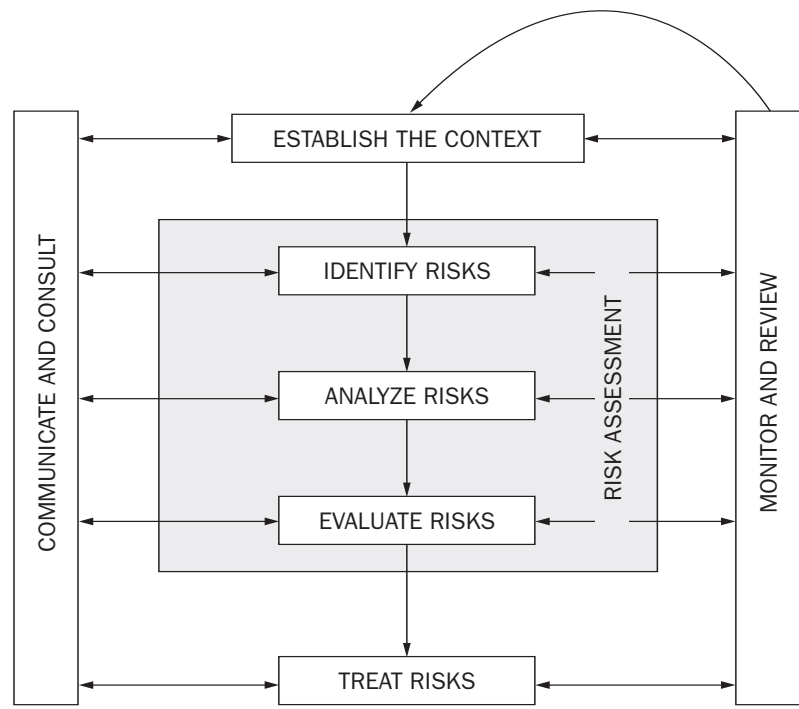 ESTABLISH THE CONTEXT
COMMUNICATE AND CONSULT
IDENTIFY RISKS
ANALYZE RISKS
EVALUATE RISKS
RISK ASSESSMENT
TREAT RISKS
MONITOR AND REVIEW